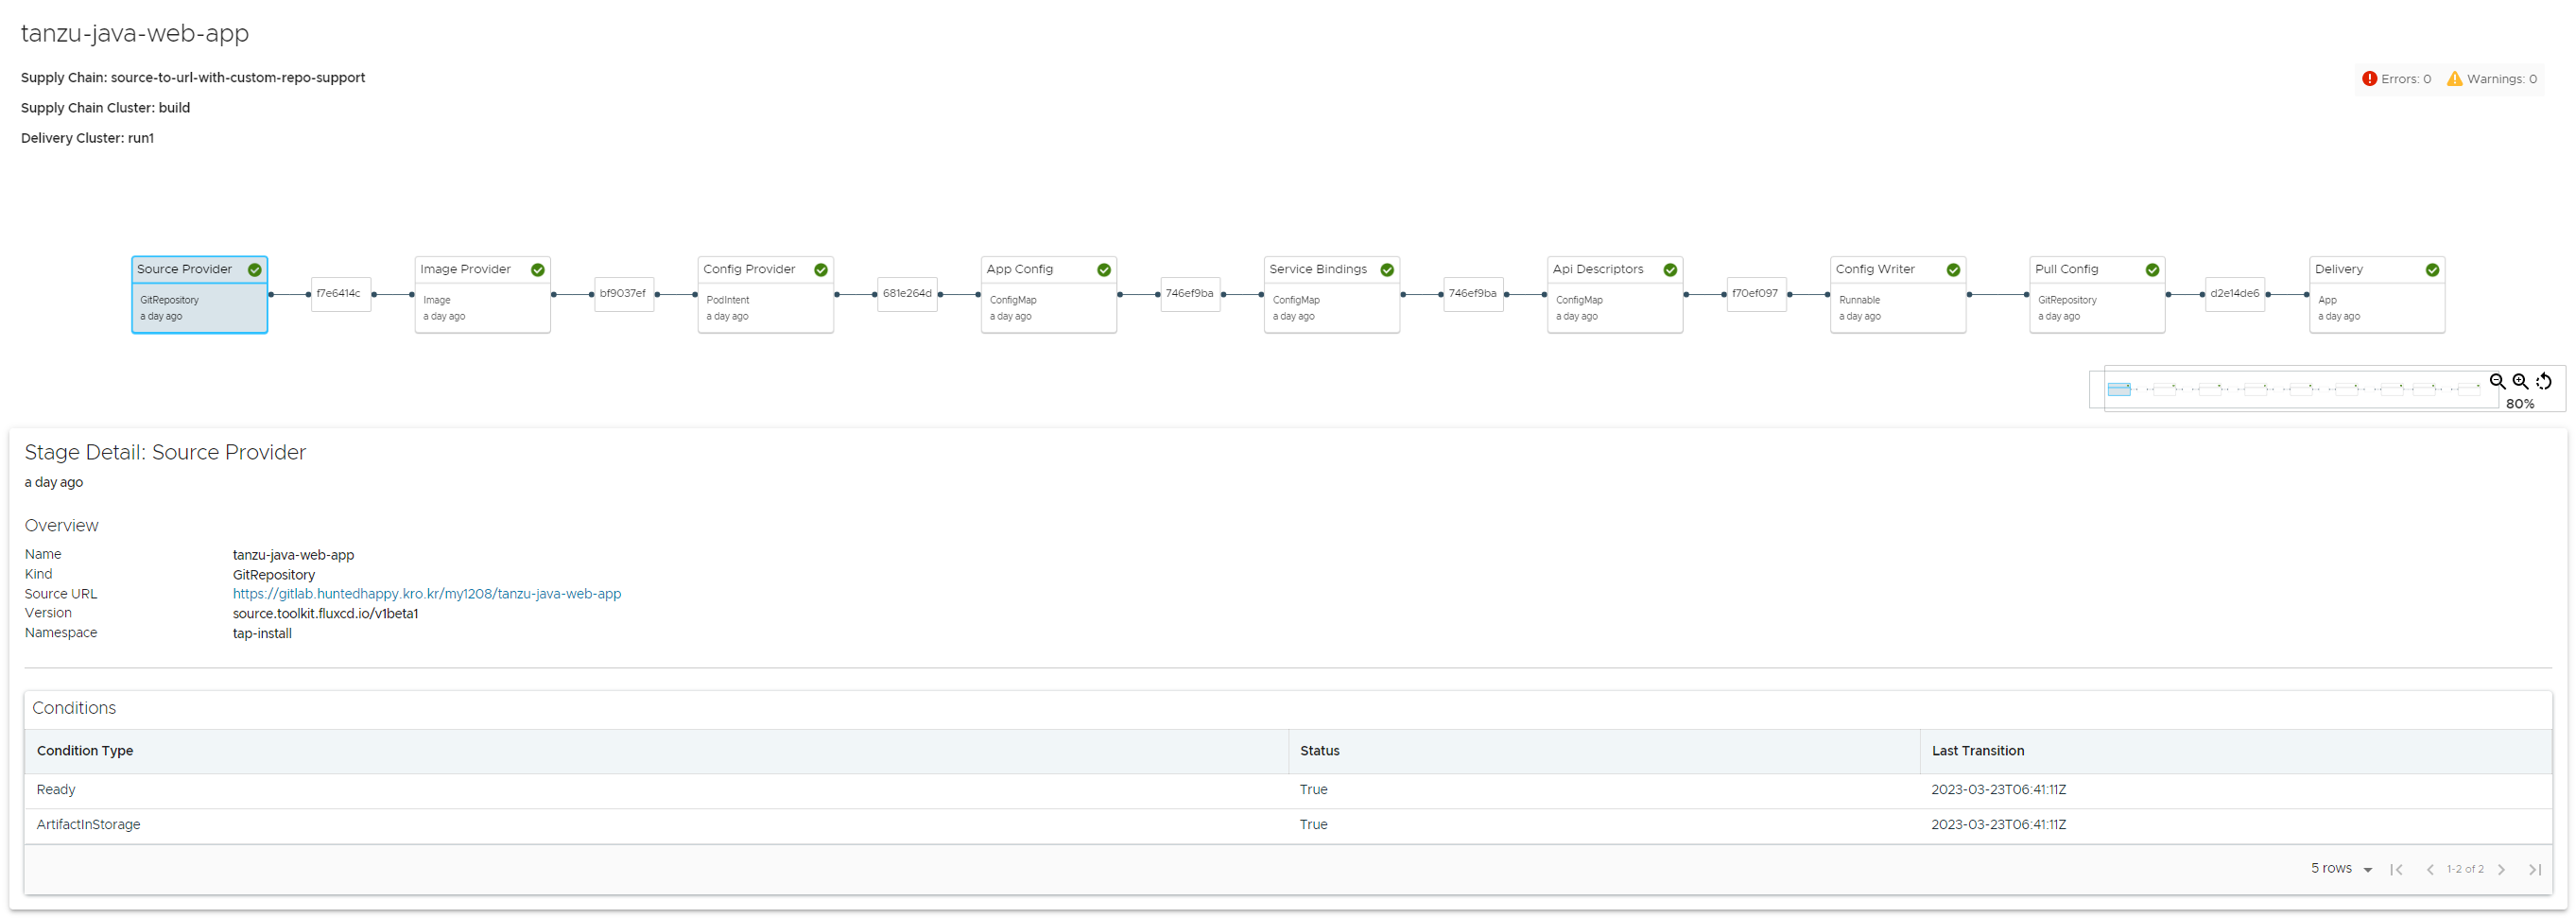 tanzu-java-web-app
Supply Chain: source-to-url-with-custom-repo-support
Errors: 0 Warnings: 0
Supply Chain Cluster: build
Delivery Cluster: run1
Source Provider
GitRepository
a day ago
f7e6414c
Image Provider
Image
a day ago
bf9037ef
Config Provider
PodIntent
a day ago
681e264d
App Config
ConfigMap
a day ago
746ef9ba
Service Bindings
ConfigMap
a day ago
746ef9ba
Api Descriptors
ConfigMap
a day ago
f70ef097
Config Writer
Runnable
a day ago
Pull Config
GitRepository
a day ago
d2e14de6
Delivery
App
a day ago
80%
Stage Detail: Source Provider
a day ago
Overview
Name tanzu-java-web-app
Kind GitRepository
Source URL https://gitlab.huntedhappy.kro.kr/my1208/tanzu-java-web-app
Version source.toolkit.fluxcd.io/v1beta1
Namespace tap-install
Conditions
Condition Type Status Last Transition
Ready True 2023-03-23T06:41:11Z
ArtifactInStorage True 2023-03-23T06:41:11Z
5 rows 1-2 of 2